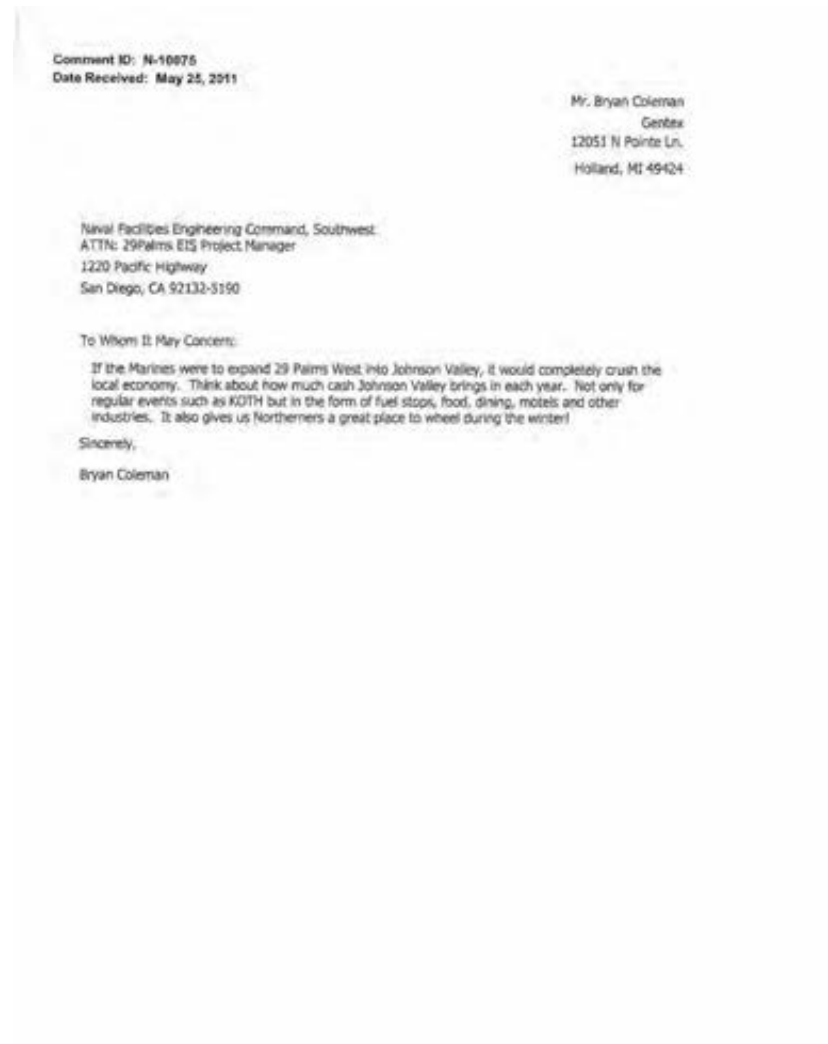 Comment ID: N-10075
Date Received: May 25, 2011
Mr. Bryan Coleman
Gentex
12051 N Pointe Ln.
Holland, MI 49424
Naval Facilities Engineering Command, Southwest
ATTN: 29Palms EIS Project Manager
1220 Pacific Highway
San Diego, CA 92132-5190
To Whom It May Concern:
If the Marines were to expand 29 Palms West into Johnson Valley, it would completely crush the
local economy. Think about how much cash Johnson Valley brings in each year. Not only for
regular events such as KOTH but in the form of fuel stops, food, dining, motels and other
industries. It also gives us Northerners a great place to wheel during the winter!
Sincerely,
Bryan Coleman